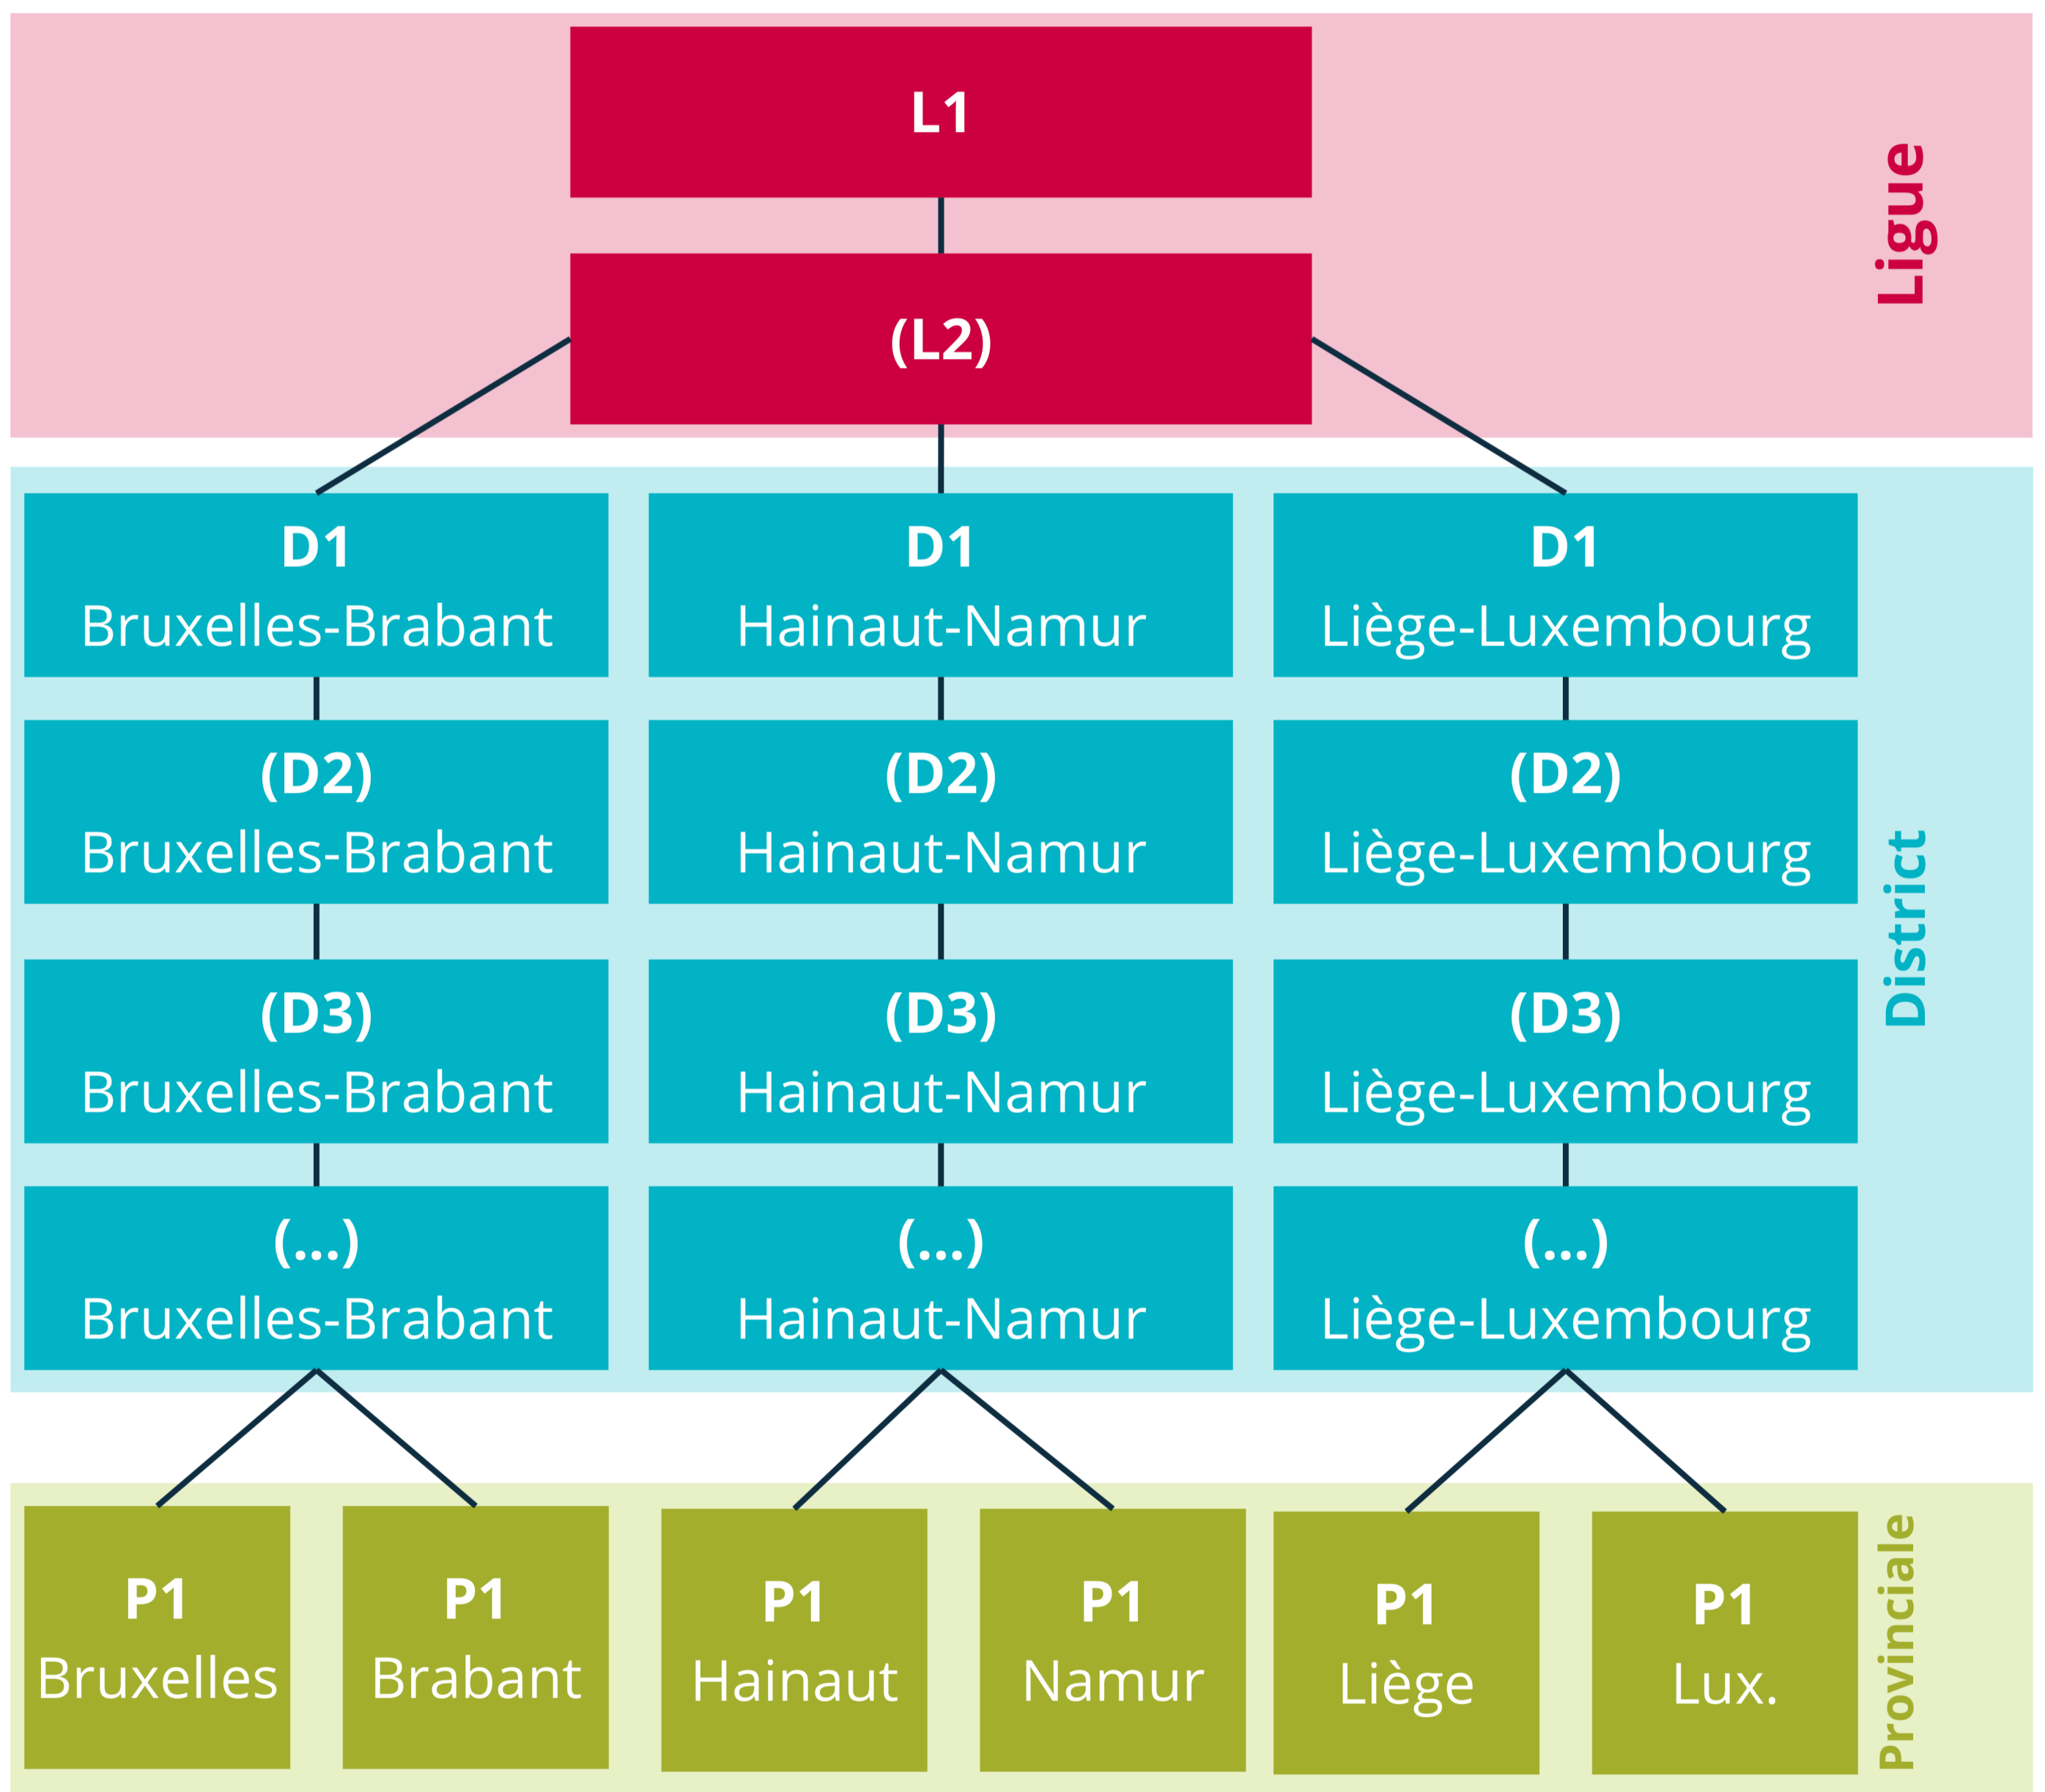 L1
Ligue
(L2)
D1
Bruxelles-Brabant
D1
Hainaut-Namur
D1
Liège-Luxembourg
(D2)
Bruxelles-Brabant
(D2)
Hainaut-Namur
(D2)
Liège-Luxembourg
District
(D3)
Bruxelles-Brabant
(D3)
Hainaut-Namur
(D3)
Liège-Luxembourg
(...)
Bruxelles-Brabant
(...)
Hainaut-Namur
(...)
Liège-Luxembourg
P1
Bruxelles
P1
Brabant
P1
Hainaut
P1
Namur
P1
Liège
P1
Lux.
Provinciale